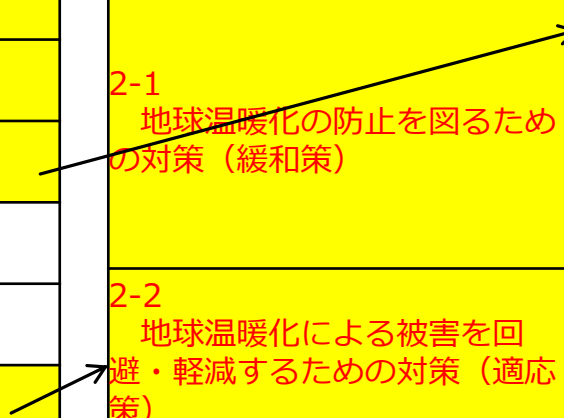 2-1
　地球温暖化の防止を図るため
の対策（緩和策）
2-2
　地球温暖化による被害を回
避・軽減するための対策（適応
策）